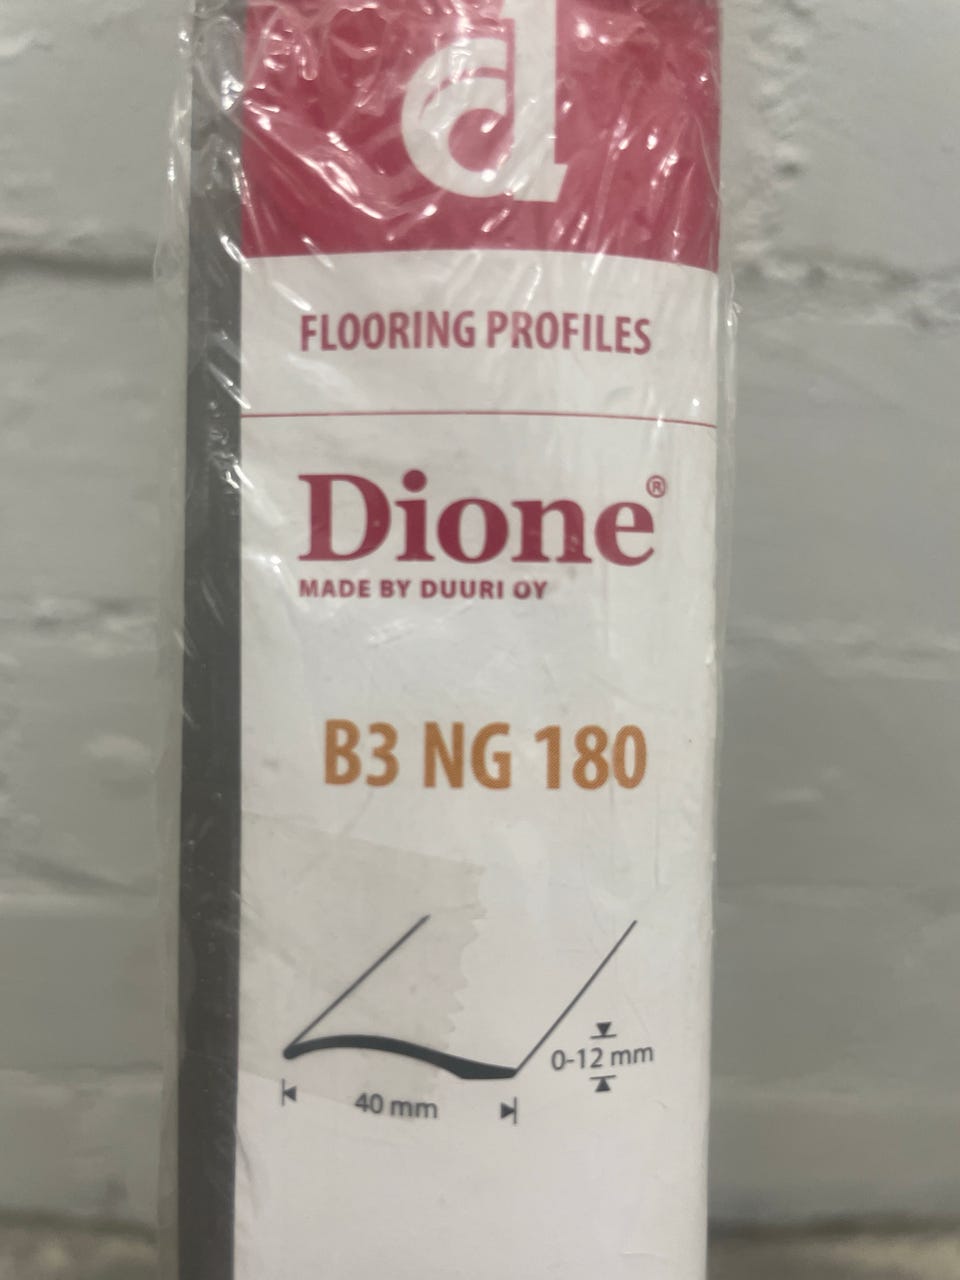 d
FLOORING PROFILES
Dione®
MADE BY DUURI OY
B3 NG 180
0-12 mm
40 mm